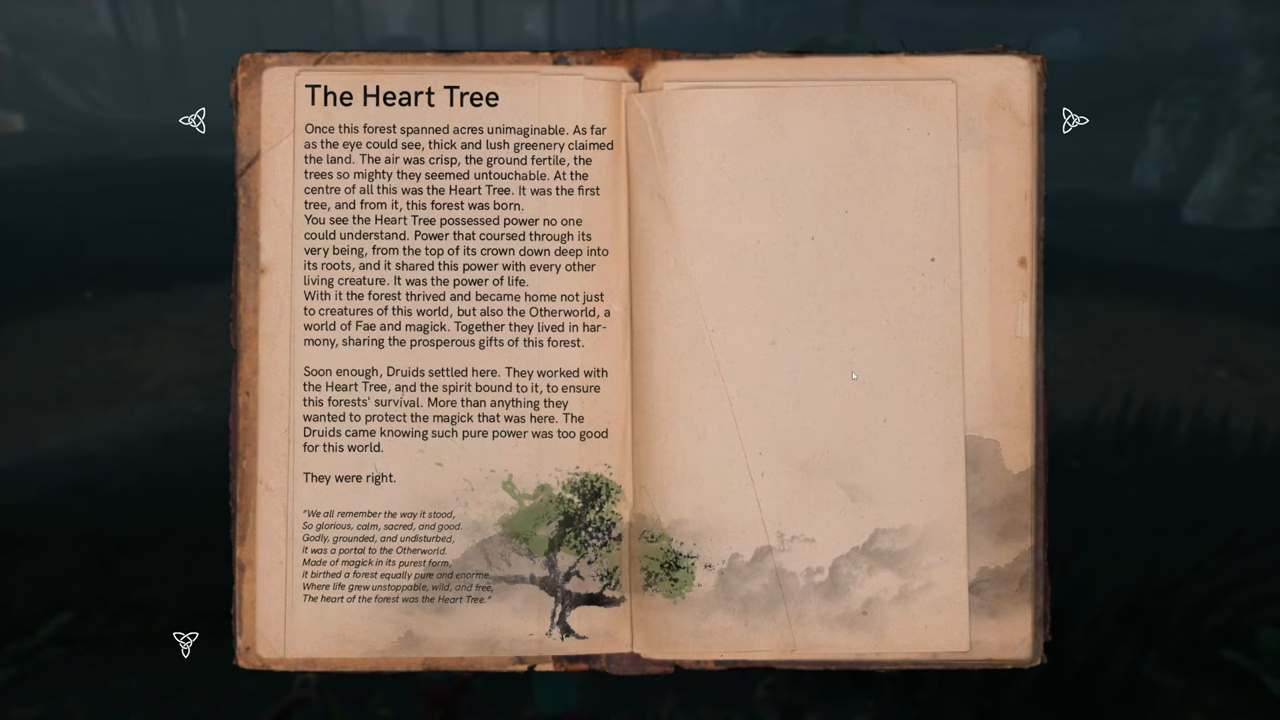 The Heart Tree
Once this forest spanned acres unimaginable. As far
as the eye could see, thick and lush greenery claimed
the land. The air was crisp, the ground fertile, the
trees so mighty they seemed untouchable. At the
centre of all this was the Heart Tree. It was the first
tree, and from it, this forest was born.
You see the Heart Tree possessed power no one
could understand. Power that coursed through its
very being, from the top of its crown down deep into
its roots, and it shared this power with every other
living creature. It was the power of life.
With it the forest thrived and became home not just
to creatures of this world, but also the Otherworld, a
world of Fae and magick. Together they lived in har-
mony, sharing the prosperous gifts of this forest.
Soon enough, Druids settled here. They worked with
the Heart Tree, and the spirit bound to it, to ensure
this forests' survival. More than anything they
wanted to protect the magick that was here. The
Druids came knowing such pure power was too good
for this world.
They were right.
"We all remember the way it stood,
So glorious, calm, sacred, and good.
Godly, grounded, and undisturbed,
it was a portal to the Otherworld.
Made of magick in its purest form,
it birthed a forest equally pure and enorme.
Where life grew unstoppable, wild, and free,
The heart of the forest was the Heart Tree."